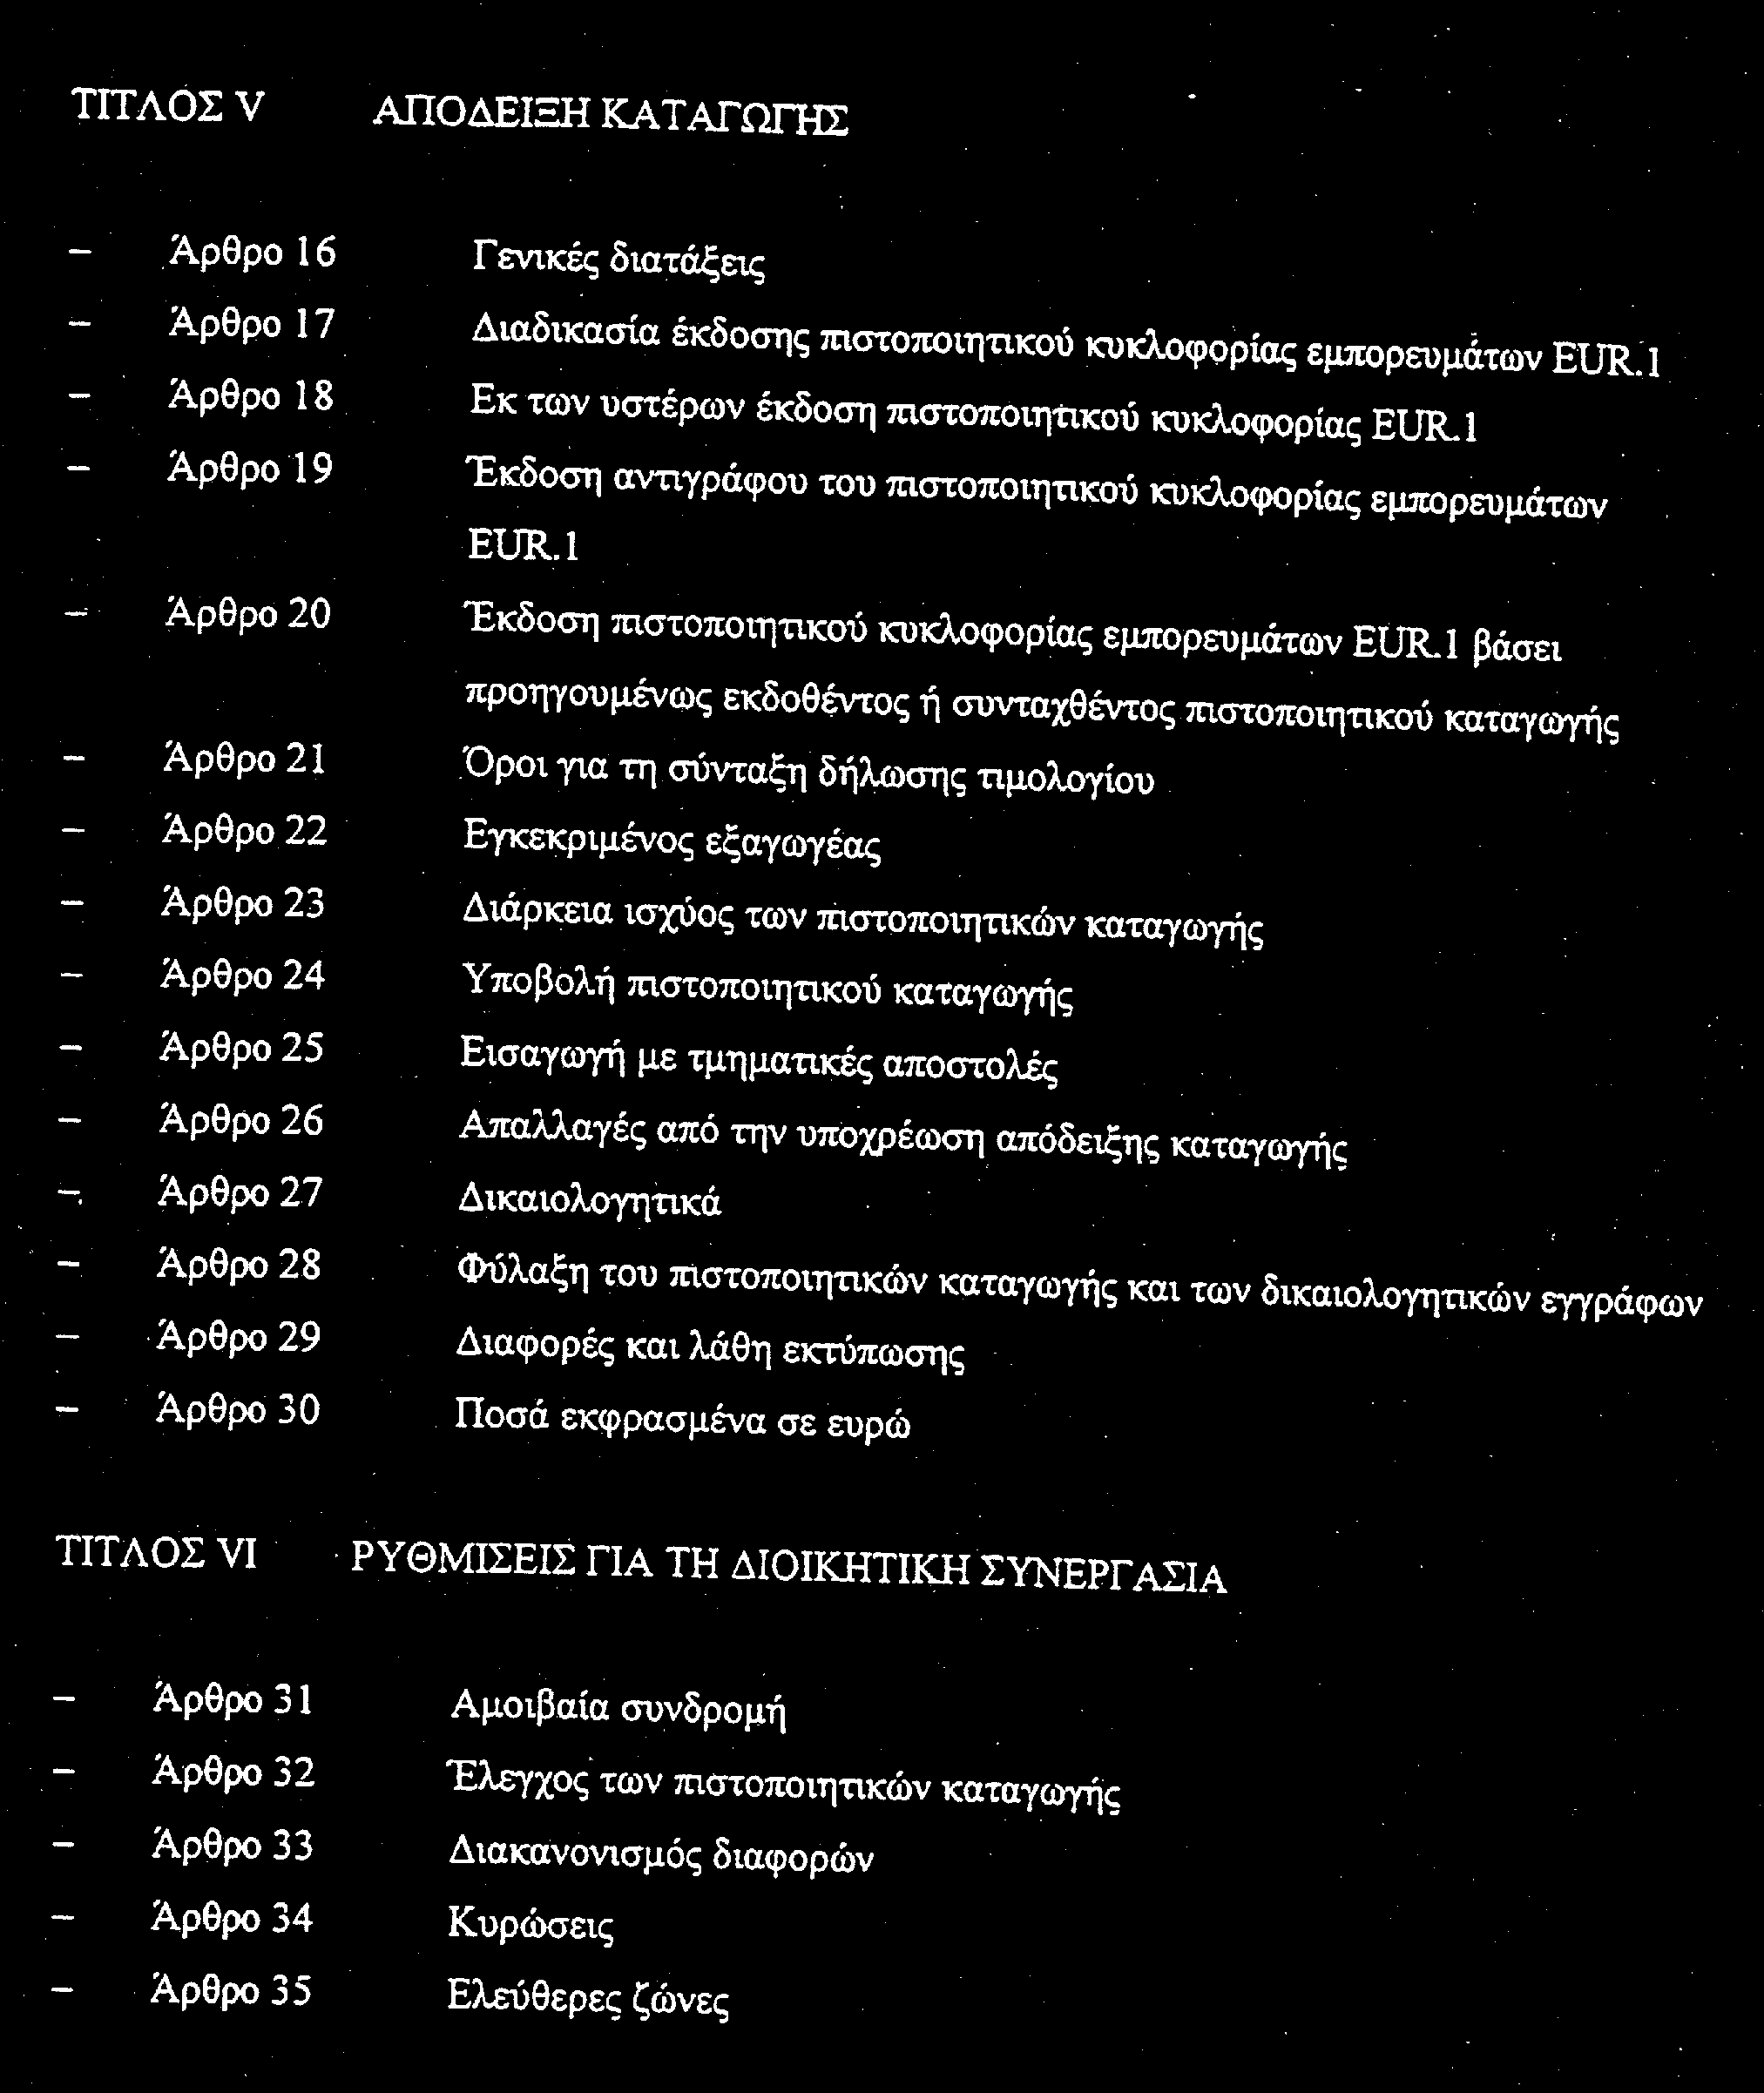 ΤΙΤΛΟΣ V ΑΠΟΔΕΙΞΗ ΚΑΤΑΓΩΓΗΣ
– Άρθρο 16 Γενικές διατάξεις
– Άρθρο 17 Διαδικασία έκδοσης πιστοποιητικού κυκλοφορίας εμπορευμάτων EUR.1
– Άρθρο 18 Εκ των υστέρων έκδοση πιστοποιητικού κυκλοφορίας EUR.1
– Άρθρο 19 Έκδοση αντιγράφου του πιστοποιητικού κυκλοφορίας εμπορευμάτων
EUR.1
– Άρθρο 20 Έκδοση πιστοποιητικού κυκλοφορίας εμπορευμάτων EUR.1 βάσει
προηγουμένως εκδοθέντος ή συνταχθέντος πιστοποιητικού καταγωγής
– Άρθρο 21 Όροι για τη σύνταξη δήλωσης τιμολογίου
– Άρθρο 22 Εγκεκριμένος εξαγωγέας
– Άρθρο 23 Διάρκεια ισχύος των πιστοποιητικών καταγωγής
– Άρθρο 24 Υποβολή πιστοποιητικού καταγωγής
– Άρθρο 25 Εισαγωγή με τμηματικές αποστολές
– Άρθρο 26 Απαλλαγές από την υποχρέωση απόδειξης καταγωγής
– Άρθρο 27 Δικαιολογητικά
– Άρθρο 28 Φύλαξη του πιστοποιητικών καταγωγής και των δικαιολογητικών εγγράφων
– Άρθρο 29 Διαφορές και λάθη εκτύπωσης
– Άρθρο 30 Ποσά εκφρασμένα σε ευρώ
ΤΙΤΛΟΣ VI ΡΥΘΜΙΣΕΙΣ ΓΙΑ ΤΗ ΔΙΟΙΚΗΤΙΚΗ ΣΥΝΕΡΓΑΣΙΑ
– Άρθρο 31 Αμοιβαία συνδρομή
– Άρθρο 32 Έλεγχος των πιστοποιητικών καταγωγής
– Άρθρο 33 Διακανονισμός διαφορών
– Άρθρο 34 Κυρώσεις
– Άρθρο 35 Ελεύθερες ζώνες